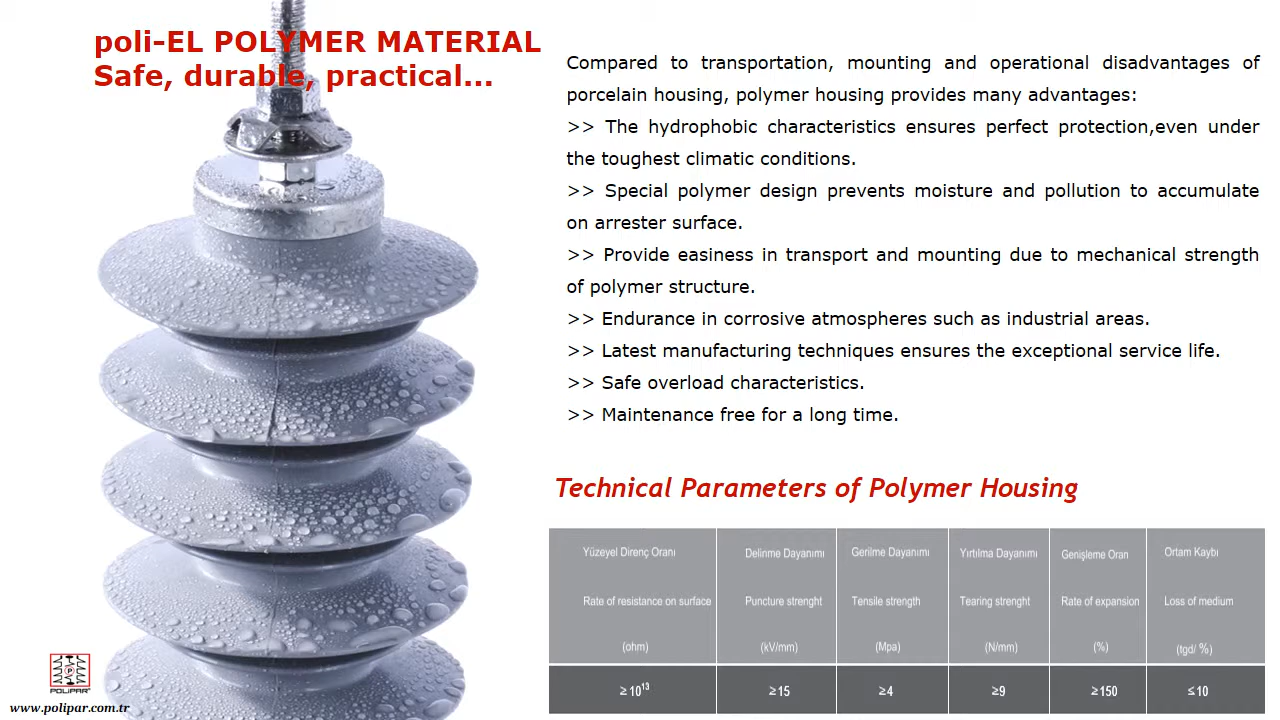 poli-EL POLYMER MATERIAL
Safe, durable, practical...
Compared to transportation, mounting and operational disadvantages of
porcelain housing, polymer housing provides many advantages:
>> The hydrophobic characteristics ensures perfect protection,even under
the toughest climatic conditions.
>> Special polymer design prevents moisture and pollution to accumulate
on arrester surface.
>> Provide easiness in transport and mounting due to mechanical strength
of polymer structure.
>> Endurance in corrosive atmospheres such as industrial areas.
>> Latest manufacturing techniques ensures the exceptional service life.
>> Safe overload characteristics.
>> Maintenance free for a long time.
Technical Parameters of Polymer Housing
Yüzeyel Direnç Oranı Delinme Dayanımı Gerilme Dayanımı Yırtılma Dayanımı Genişleme Oran Ortam Kaybı
Rate of resistance on surface Puncture strenght Tensile strength Tearing strenght Rate of expansion Loss of medium
(ohm) (kV/mm) (Mpa) (N/mm) (%) (tgd/ %)
≥10¹³ ≥15 ≥4 ≥9 ≥150 ≤10
P
POLIPAR
www.polipar.com.tr